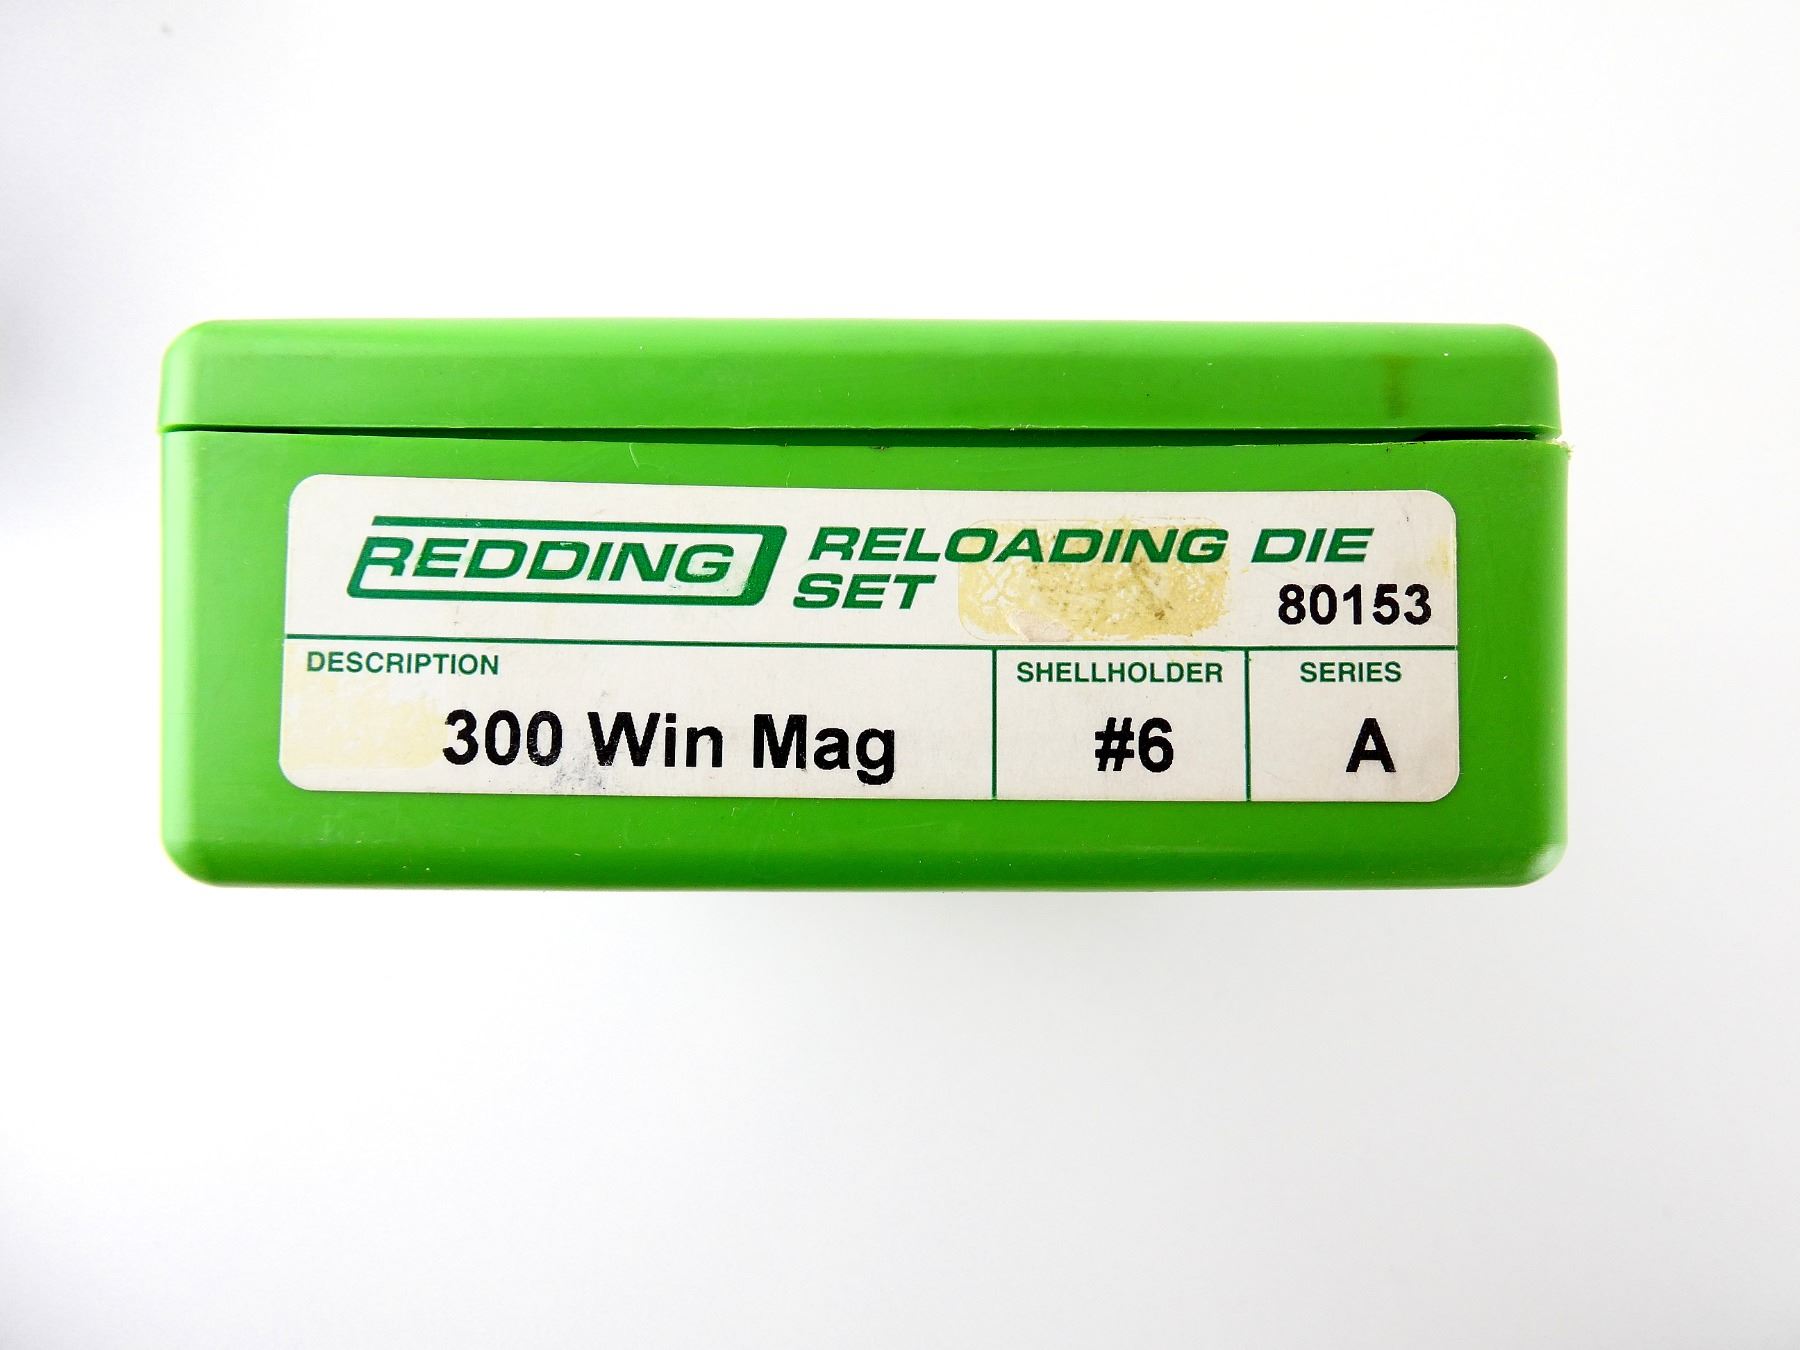 REDDING RELOADING DIE
SET
80153
DESCRIPTION SHELLHOLDER SERIES
300 Win Mag #6 A